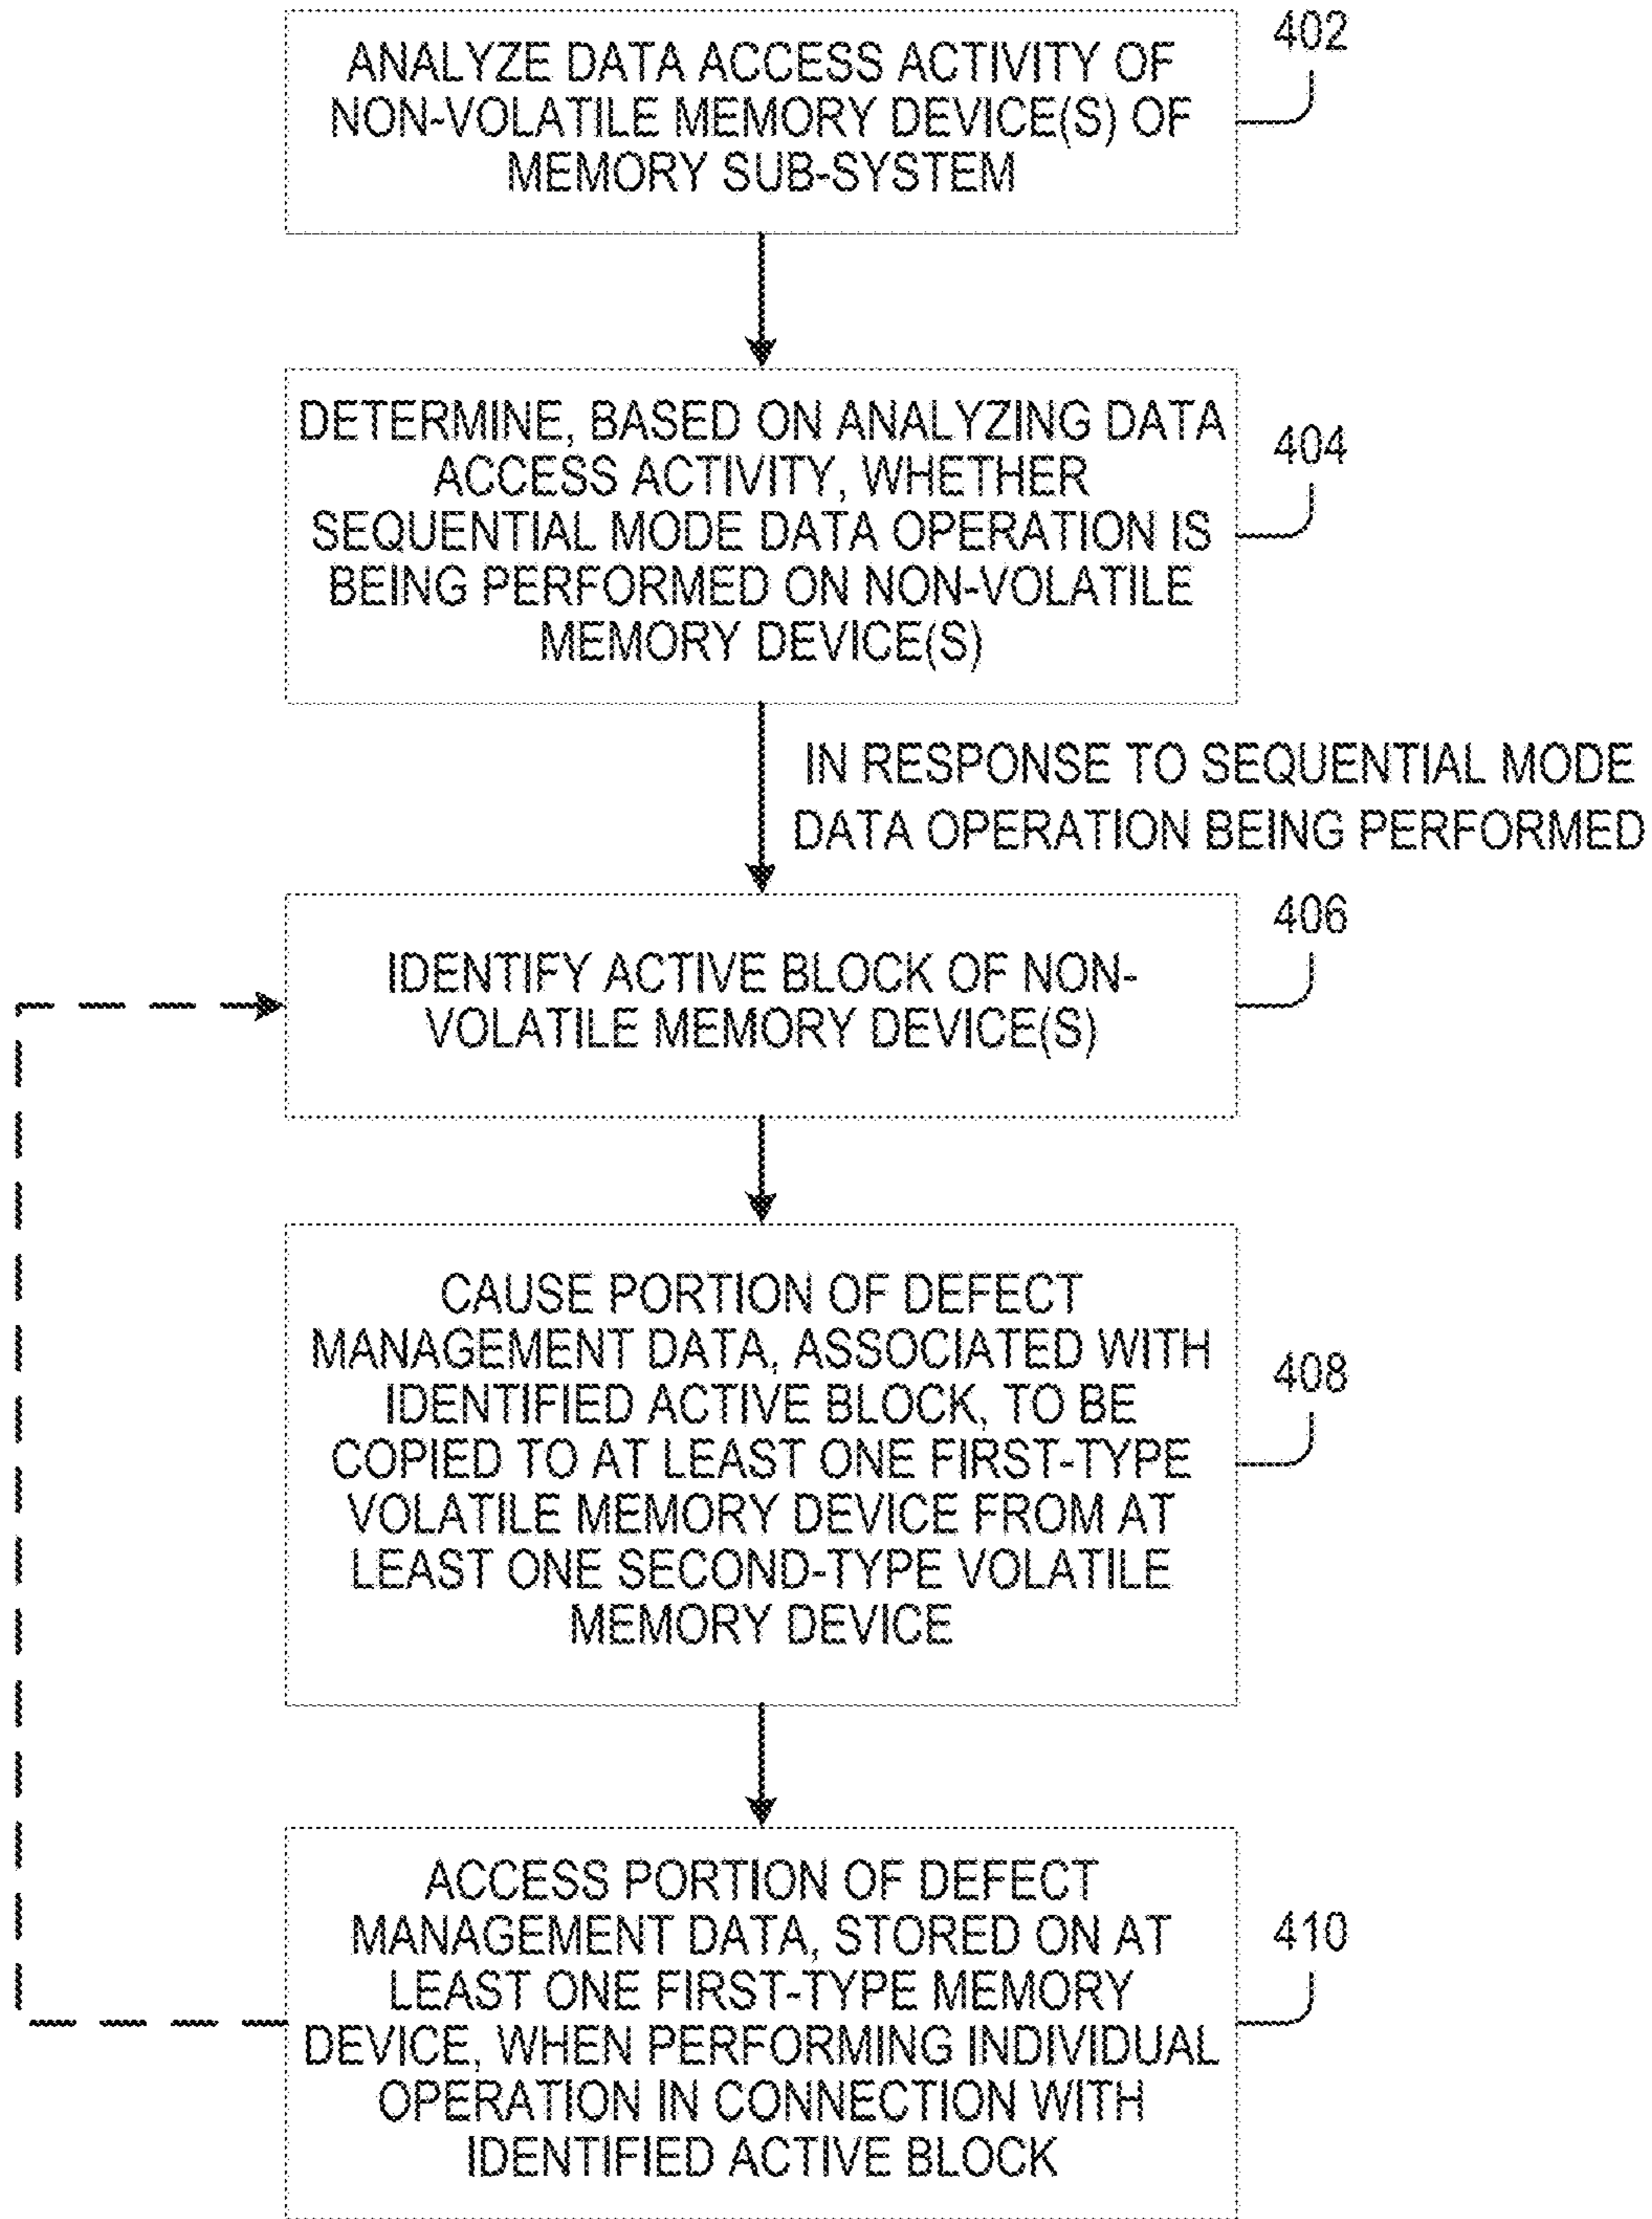 402
ANALYZE DATA ACCESS ACTIVITY OF
NON-VOLATILE MEMORY DEVICE(S) OF
MEMORY SUB-SYSTEM
404
DETERMINE, BASED ON ANALYZING DATA
ACCESS ACTIVITY, WHETHER
SEQUENTIAL MODE DATA OPERATION IS
BEING PERFORMED ON NON-VOLATILE
MEMORY DEVICE(S)
IN RESPONSE TO SEQUENTIAL MODE
DATA OPERATION BEING PERFORMED
406
IDENTIFY ACTIVE BLOCK OF NON-
VOLATILE MEMORY DEVICE(S)
CAUSE PORTION OF DEFECT
MANAGEMENT DATA, ASSOCIATED WITH
IDENTIFIED ACTIVE BLOCK, TO BE
COPIED TO AT LEAST ONE FIRST-TYPE
VOLATILE MEMORY DEVICE FROM AT
LEAST ONE SECOND-TYPE VOLATILE
MEMORY DEVICE
408
ACCESS PORTION OF DEFECT
MANAGEMENT DATA, STORED ON AT
LEAST ONE FIRST-TYPE MEMORY
DEVICE, WHEN PERFORMING INDIVIDUAL
OPERATION IN CONNECTION WITH
IDENTIFIED ACTIVE BLOCK
410